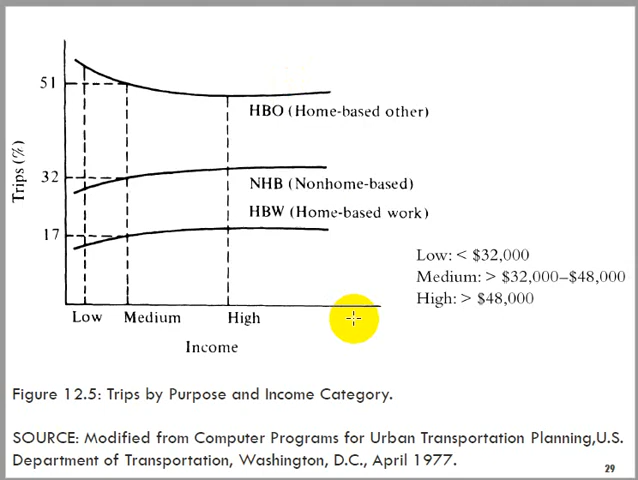 51
HBO (Home-based other)
Trips (%)
32
NHB (Nonhome-based)
HBW (Home-based work)
17
Low: < $32,000
Medium: > $32,000–$48,000
High: > $48,000
Low Medium High
Income
Figure 12.5: Trips by Purpose and Income Category.
SOURCE: Modified from Computer Programs for Urban Transportation Planning,U.S.
Department of Transportation, Washington, D.C., April 1977.
29